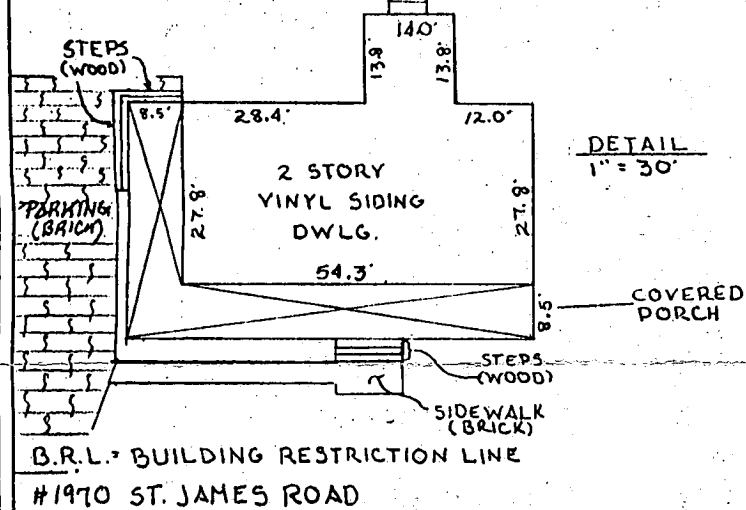 14.0'
STEPS
(WOOD)
13.8'
13.8'
8.5'
28.4'
12.0'
DETAIL
1" = 30'
2 STORY
VINYL SIDING
DWLG.
27.8'
27.8'
PARKING
(BRICK)
54.3'
8.5'
COVERED
PORCH
STEPS
(WOOD)
SIDEWALK
(BRICK)
B.R.L. = BUILDING RESTRICTION LINE
#1970 ST. JAMES ROAD